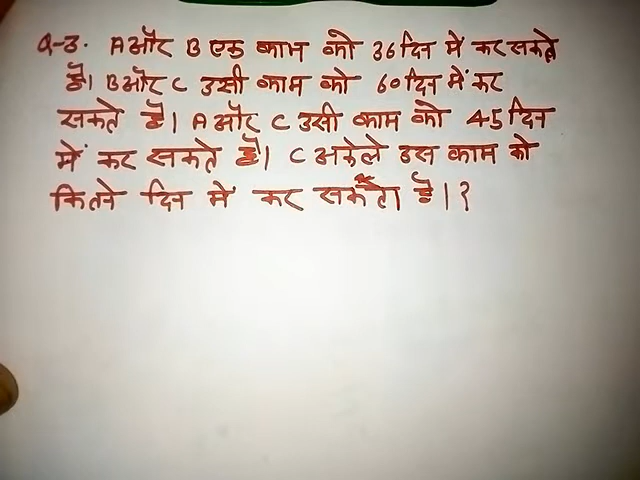 Q-3. A और B एक काम को 36 दिन में कर सकते
है। B और C उसी काम को 60 दिन में कर
सकते है। A और C उसी काम को 45 दिन
में कर सकते है। C अकेले उस काम को
कितने दिन में कर सकता है।?